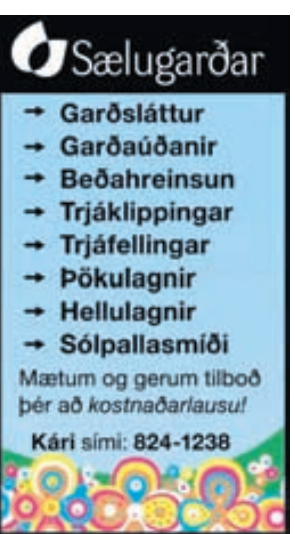 Sælugarðar
→ Garðsláttur
→ Garðaúðanir
→ Beðahreinsun
→ Trjáklippingar
→ Trjáfellingar
→ Þökulagnir
→ Hellulagnir
→ Sólpallasmíði
Mætum og gerum tilboð
þér að kostnaðarlausu!
Kári sími: 824-1238